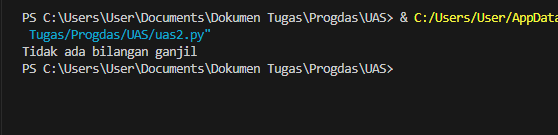 PS C:\Users\User\Documents\Dokumen Tugas\Progdas\UAS> & C:/Users/User/AppData
Tugas/Progdas/UAS/uas2.py"
Tidak ada bilangan ganjil
PS C:\Users\User\Documents\Dokumen Tugas\Progdas\UAS>